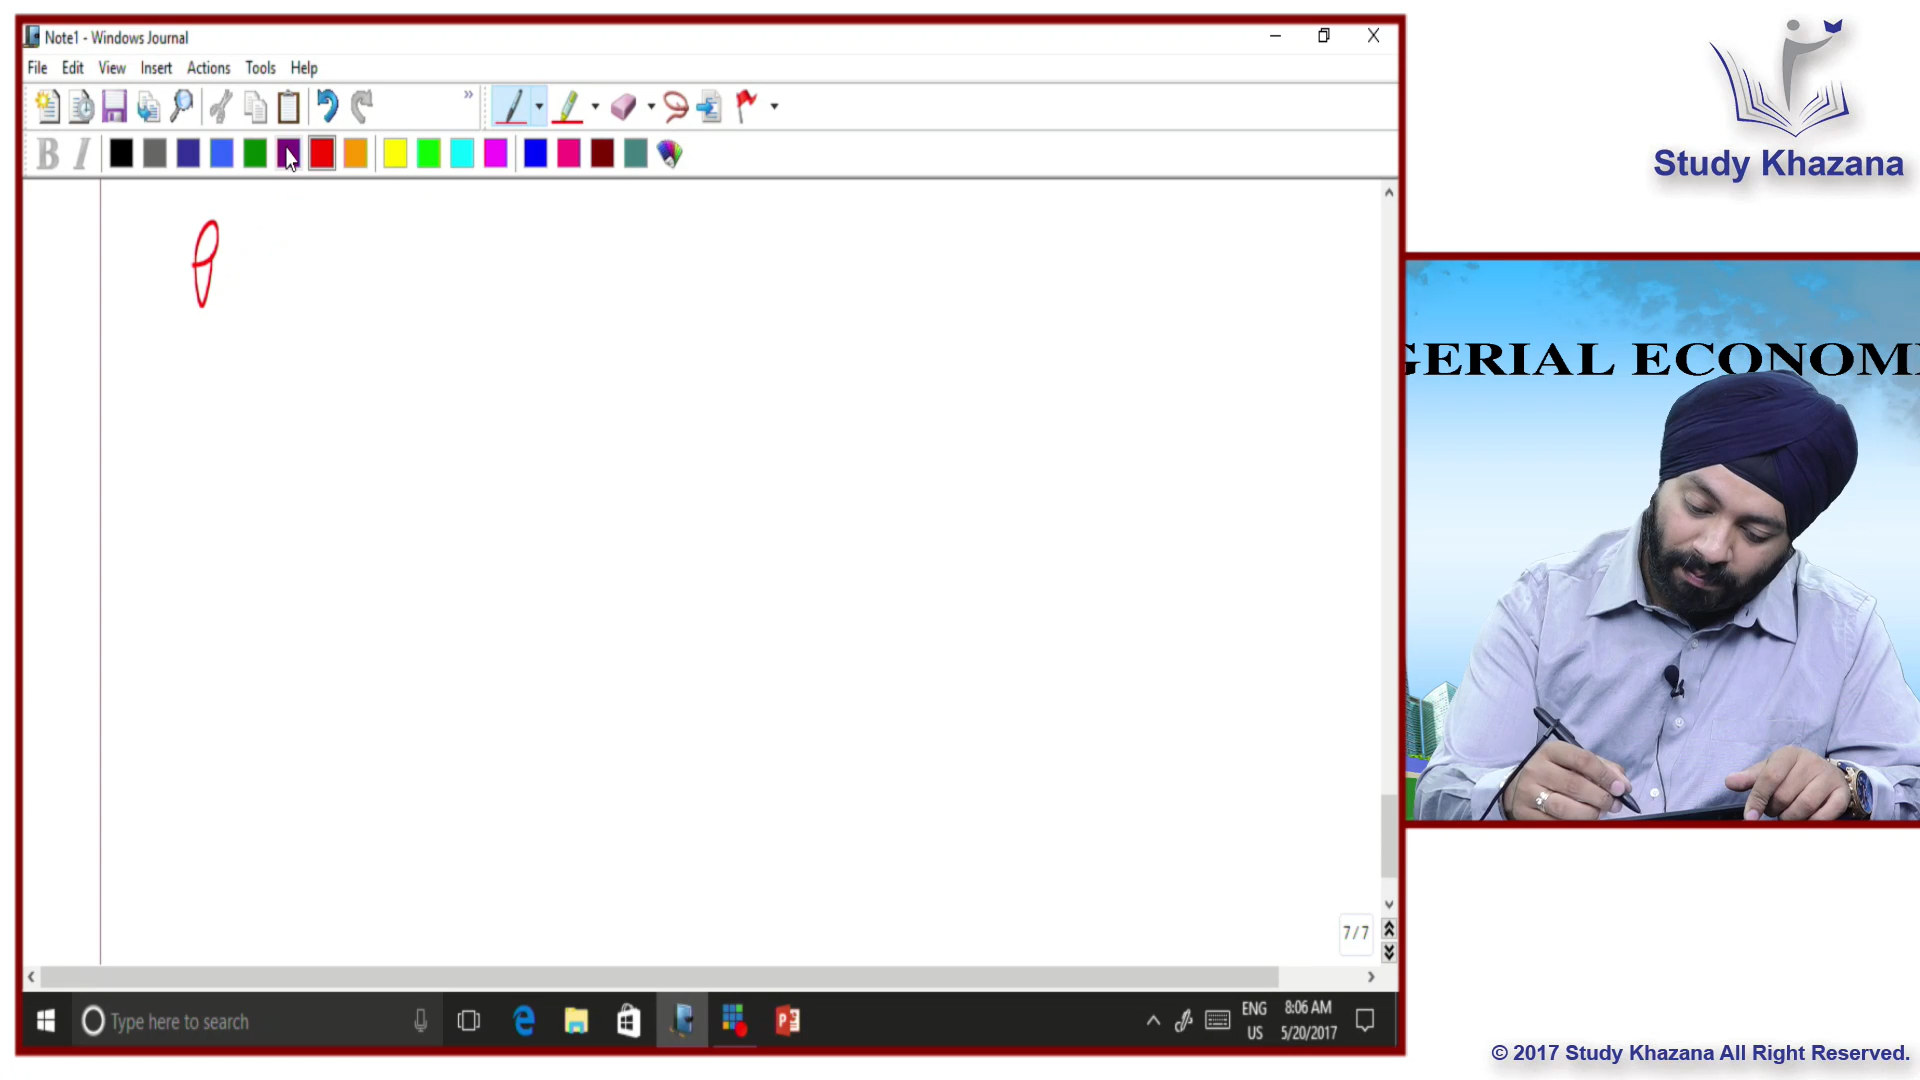 Note1 - Windows Journal
File Edit View Insert Actions Tools Help
B I
Study Khazana
GERIAL ECONOM
7 / 7
Type here to search
ENG
US
8:06 AM
5/20/2017
© 2017 Study Khazana All Right Reserved.